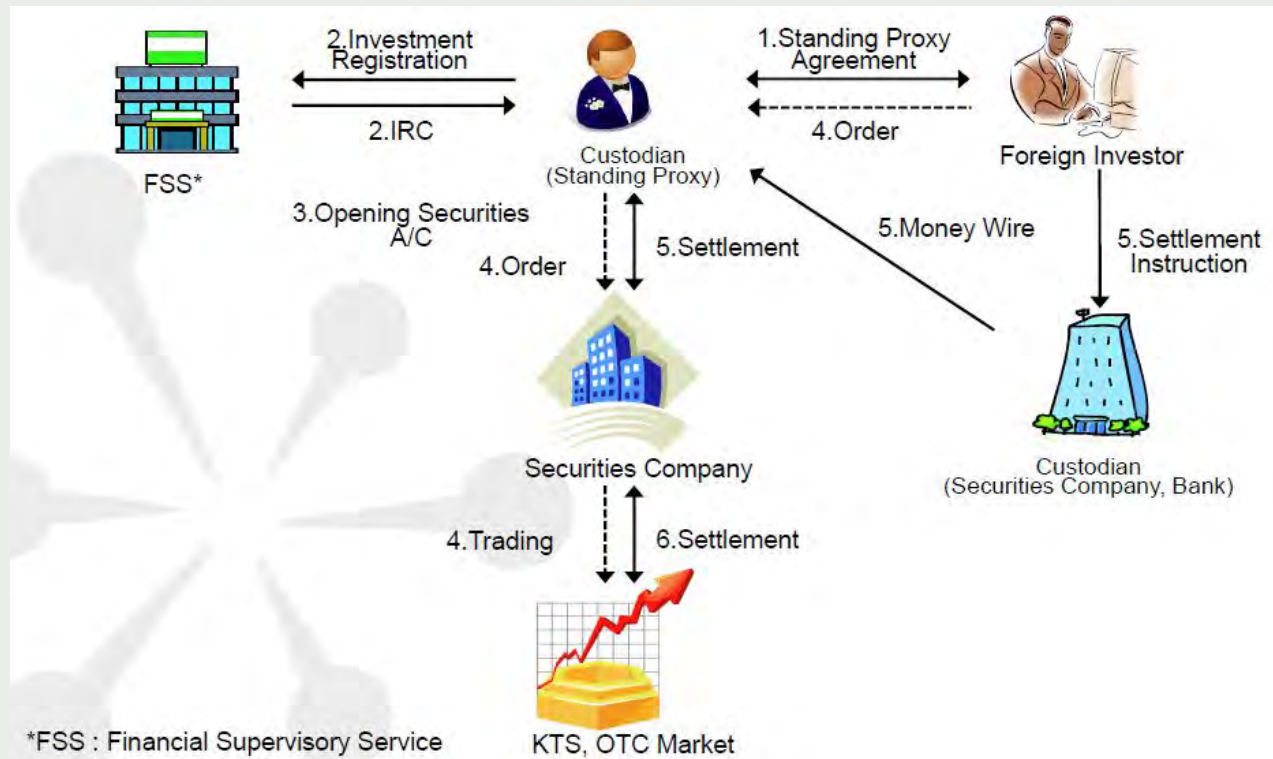 2.Investment
Registration
1.Standing Proxy
Agreement
2.IRC
4.Order
FSS*
Custodian
(Standing Proxy)
Foreign Investor
3.Opening Securities
A/C
4.Order
5.Settlement
5.Money Wire
5.Settlement
Instruction
Securities Company
Custodian
(Securities Company, Bank)
4.Trading
6.Settlement
*FSS : Financial Supervisory Service
KTS, OTC Market